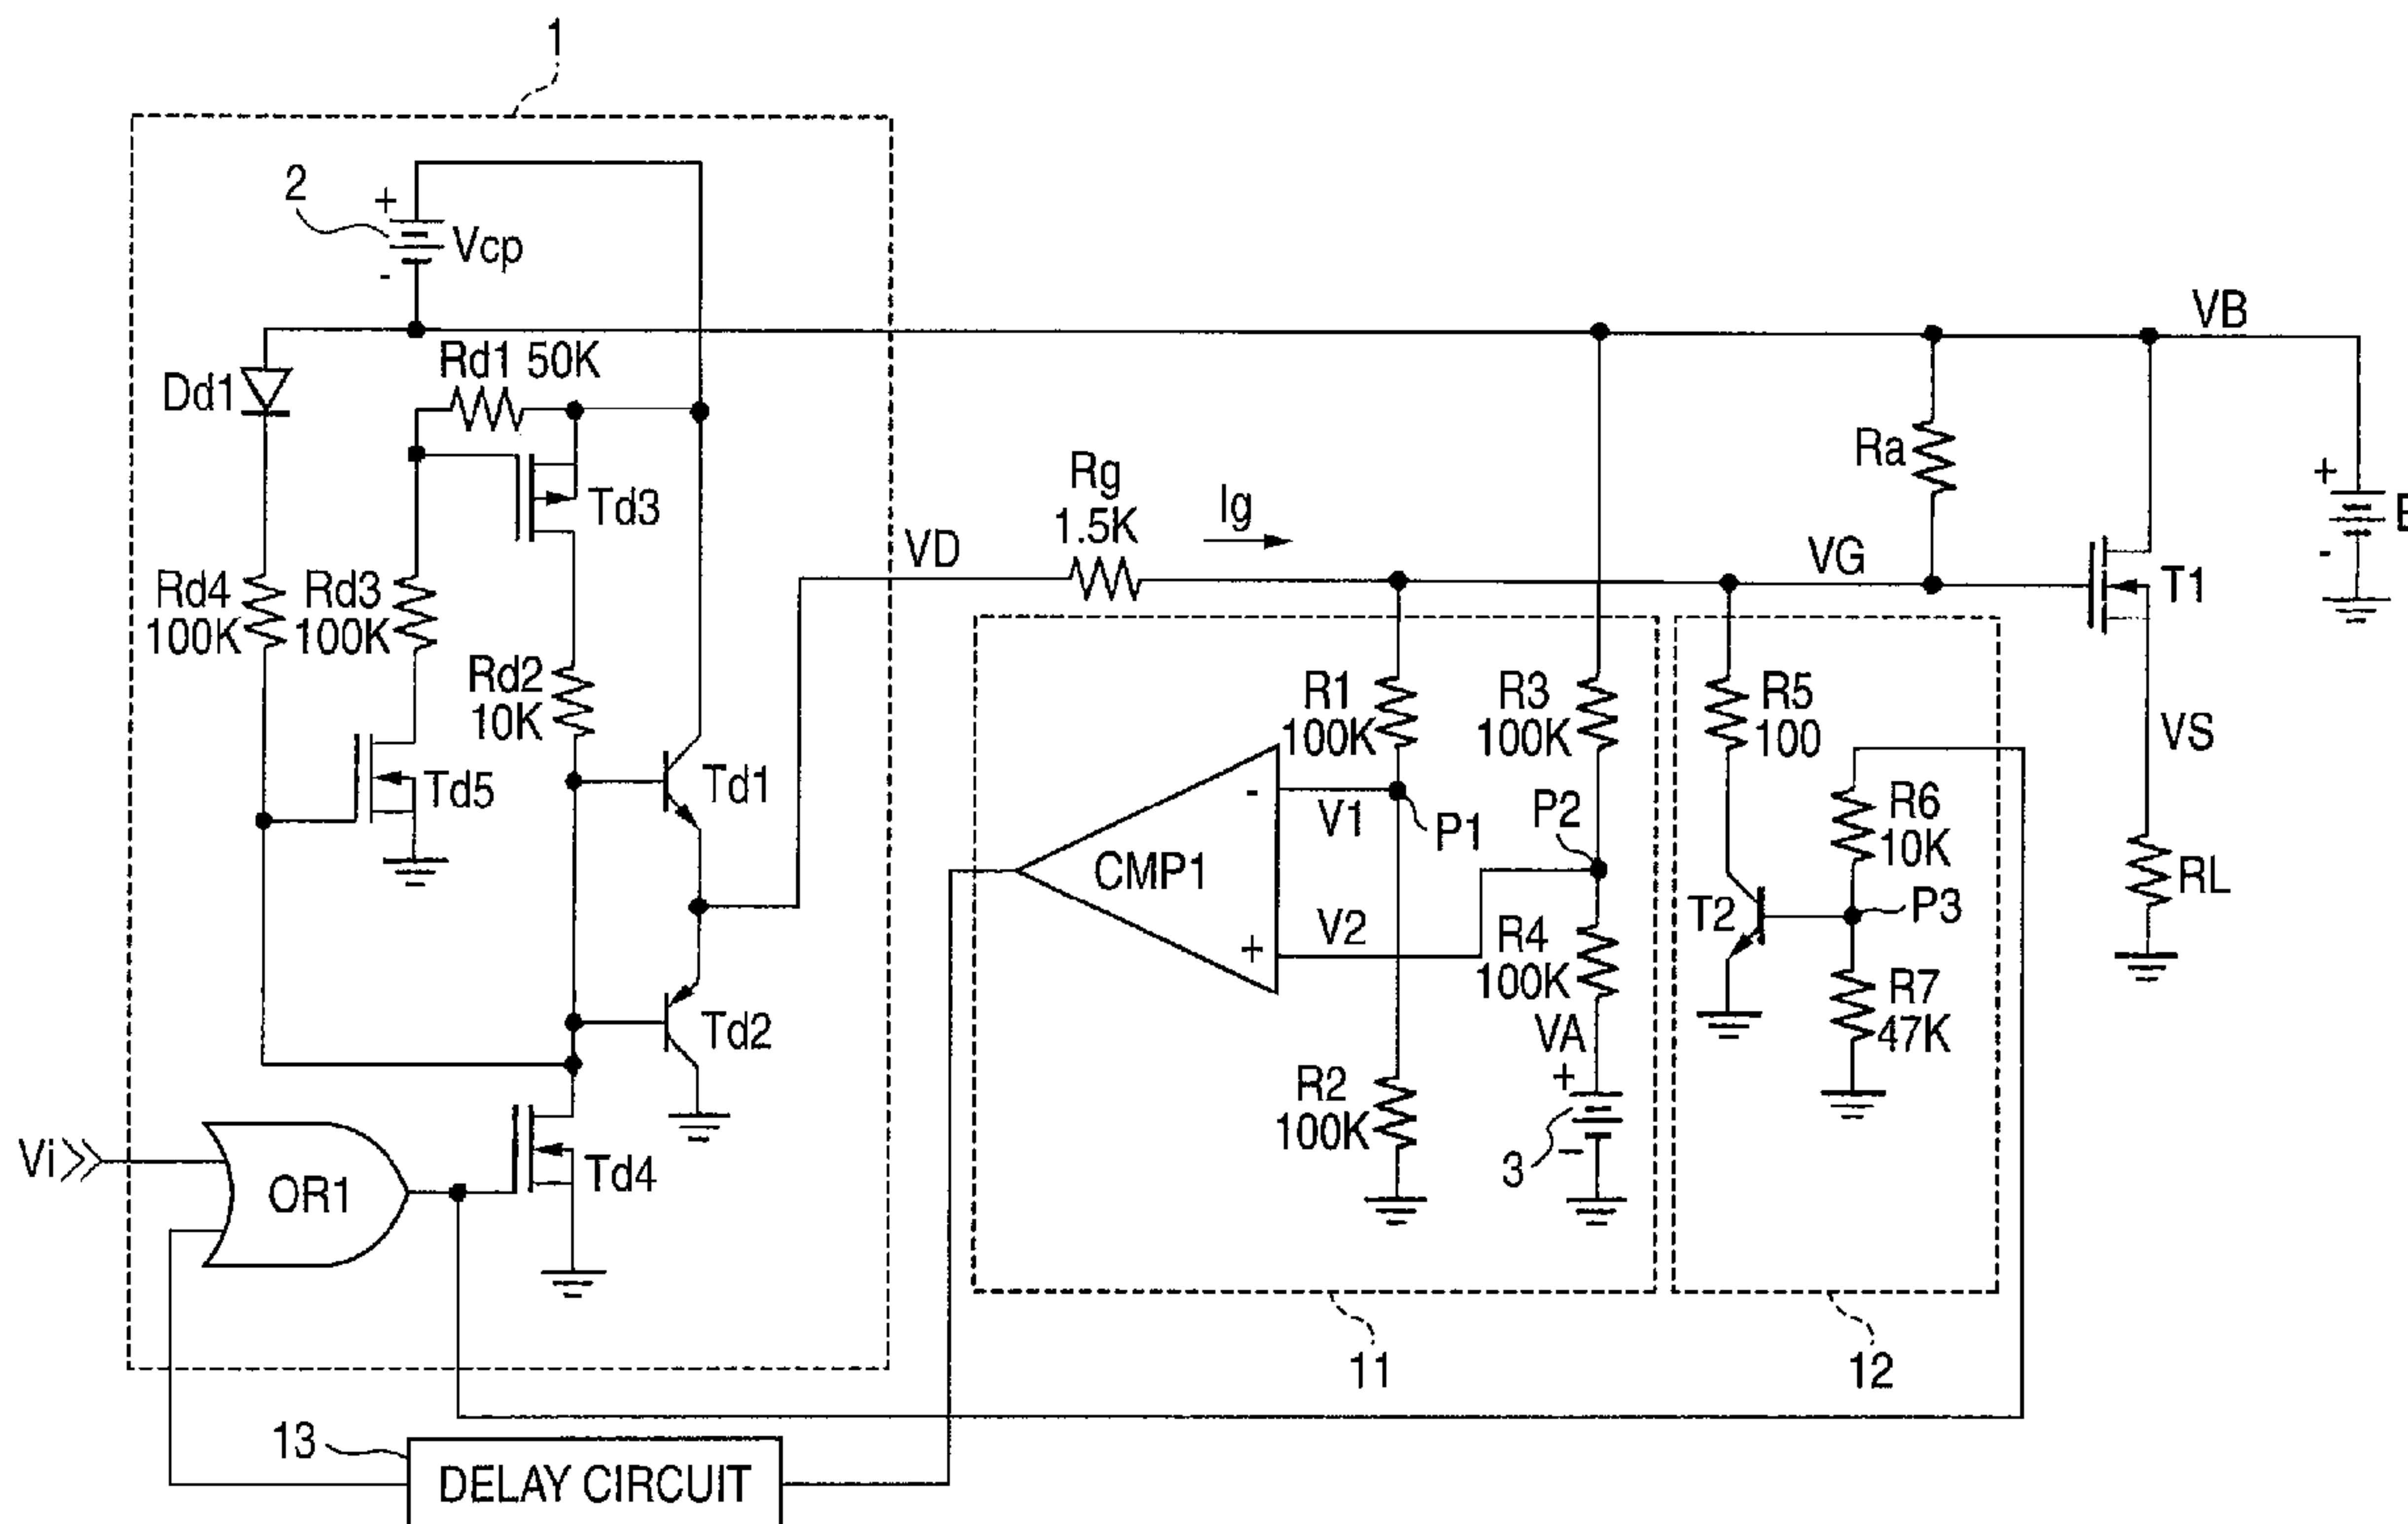 1
2
+
Vcp
-
VB
Rd1 50K
Dd1
Td3
Ra
Rg
1.5K
Ig
VD
VG
+
-
E
T1
Rd4
100K
Rd3
100K
Rd2
10K
R1
100K
R3
100K
R5
100
VS
Td5
Td1
-
V1
P1
P2
R6
10K
CMP1
RL
T2
P3
+
V2
R4
100K
R7
47K
Td2
VA
+
R2
100K
3
-
Vi
OR1
Td4
11
12
13
DELAY CIRCUIT